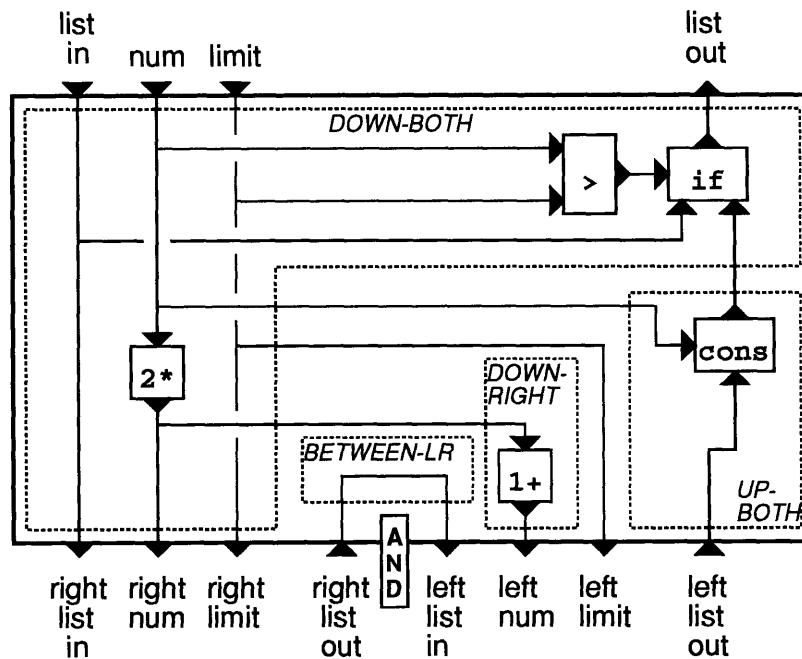 list
in
num
limit
list
out
DOWN-BOTH
>
if
cons
2*
DOWN-
RIGHT
BETWEEN-LR
1+
UP-
BOTH
A
N
D
right
list
in
right
num
right
limit
right
list
out
left
list
in
left
num
left
limit
left
list
out